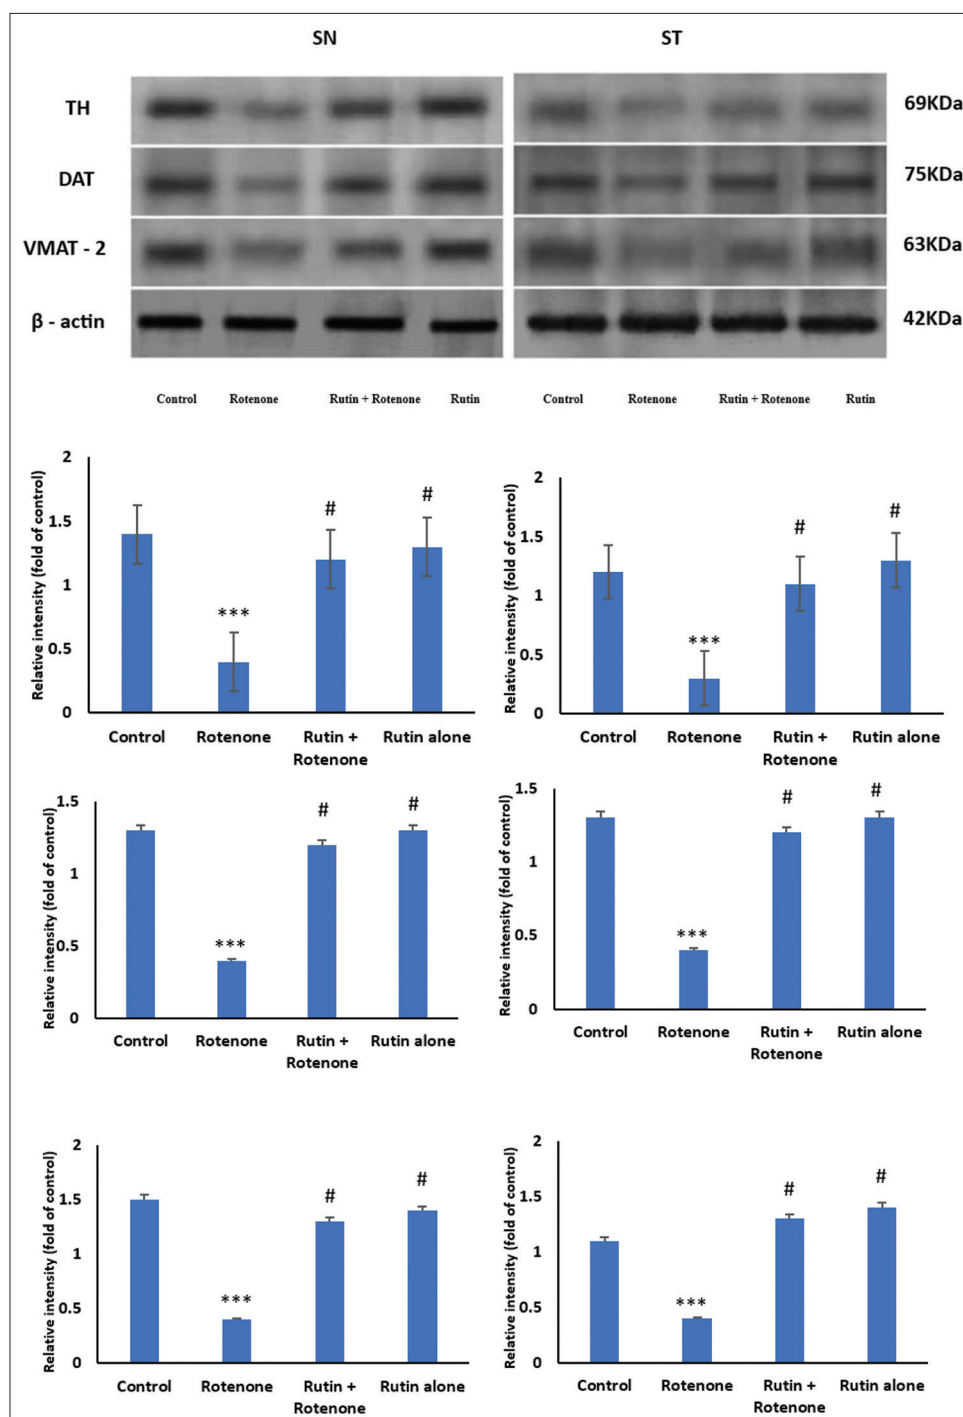 SN ST
TH 69KDa
DAT 75KDa
VMAT - 2 63KDa
β - actin 42KDa
Control Rotenone Rutin + Rotenone Rutin Control Rotenone Rutin + Rotenone Rutin
Relative intensity (fold of control)
2
1.5
1
0.5
0
***
#
#
Control Rotenone Rutin + Rutin alone
Rotenone
Relative intensity (fold of control)
2
1.5
1
0.5
0
***
#
#
Control Rotenone Rutin + Rutin alone
Rotenone
Relative intensity (fold of control)
1.5
1
0.5
0
***
#
#
Control Rotenone Rutin + Rutin alone
Rotenone
Relative intensity (fold of control)
1.5
1
0.5
0
***
#
#
Control Rotenone Rutin + Rutin alone
Rotenone
Relative intensity (fold of control)
2
1.5
1
0.5
0
***
#
#
Control Rotenone Rutin + Rutin alone
Rotenone
Relative intensity (fold of control)
2
1.5
1
0.5
0
***
#
#
Control Rotenone Rutin + Rutin alone
Rotenone